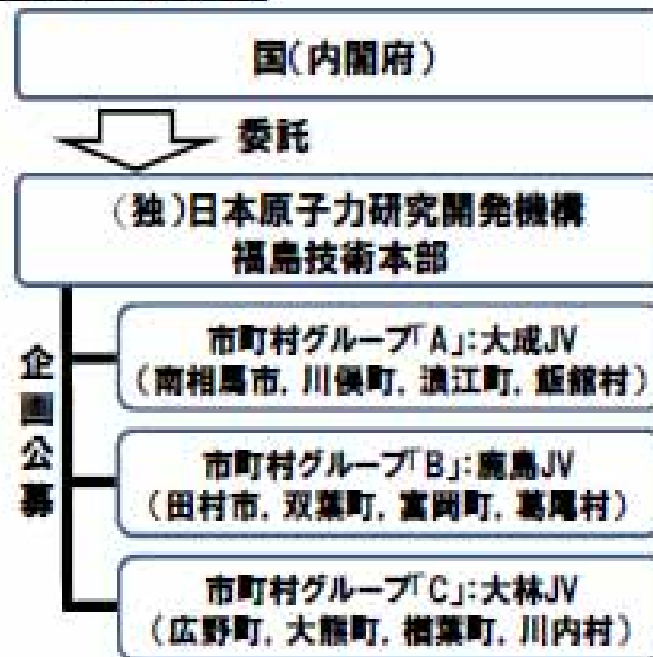 国(内閣府)
委託
(独)日本原子力研究開発機構
福島技術本部
企画公募
市町村グループ「A」:大成JV
(南相馬市,川俣町,浪江町,飯舘村)
市町村グループ「B」:鹿島JV
(田村市,双葉町,富岡町,葛尾村)
市町村グループ「C」:大林JV
(広野町,大熊町,楢葉町,川内村)